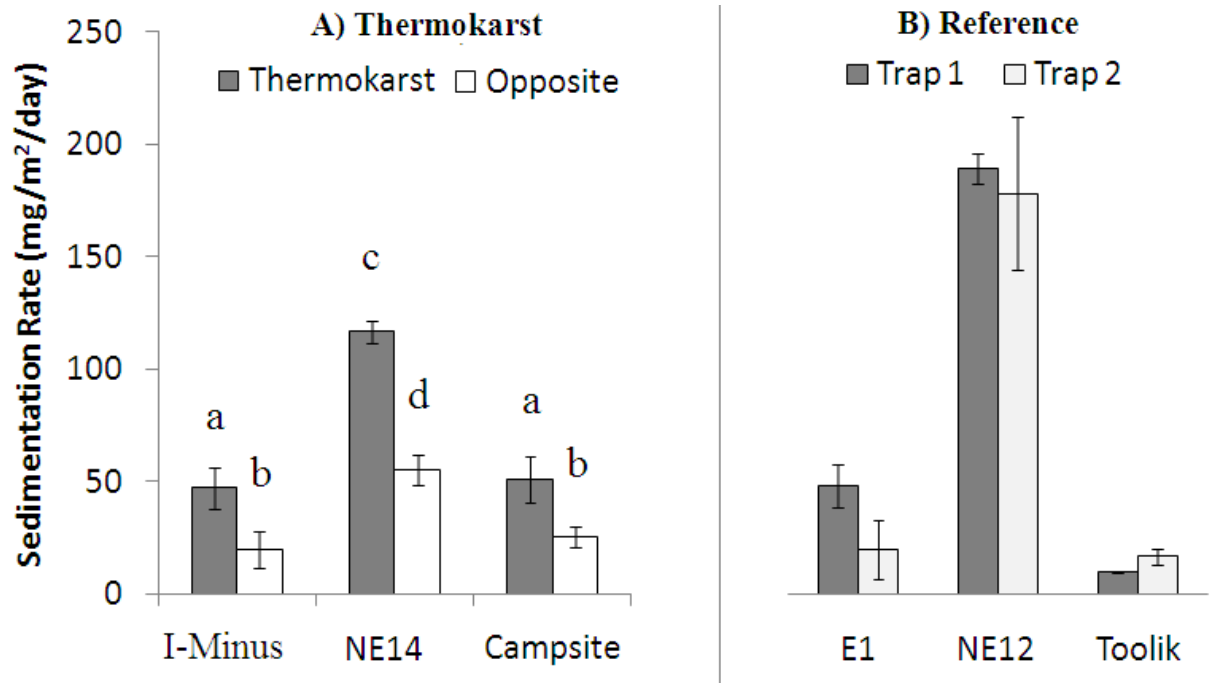 A) Thermokarst
Thermokarst Opposite
B) Reference
Trap 1 Trap 2
Sedimentation Rate (mg/m²/day)
250
200
150
100
50
0
a
b
c
d
a
b
I-Minus NE14 Campsite
E1 NE12 Toolik